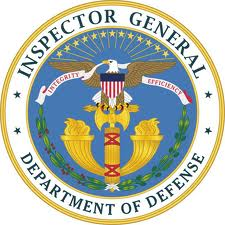 INSPECTOR GENERAL
INTEGRITY EFFICIENCY
DEPARTMENT OF DEFENSE